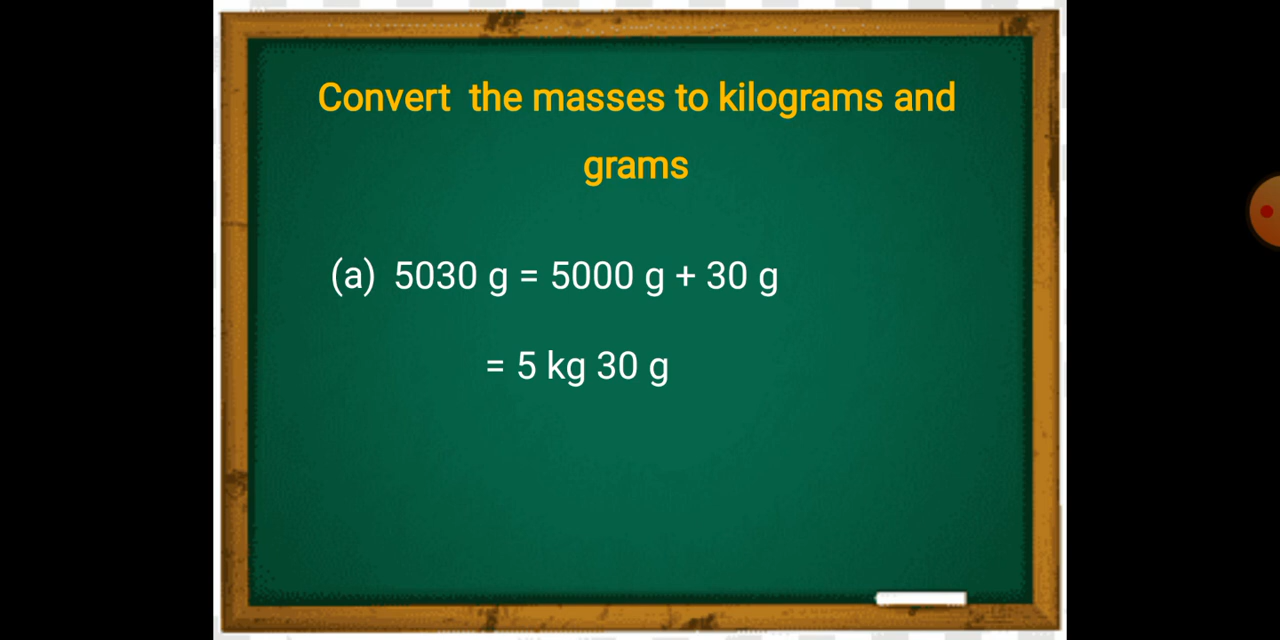 Convert the masses to kilograms and
grams
(a) 5030 g = 5000 g + 30 g
= 5 kg 30 g